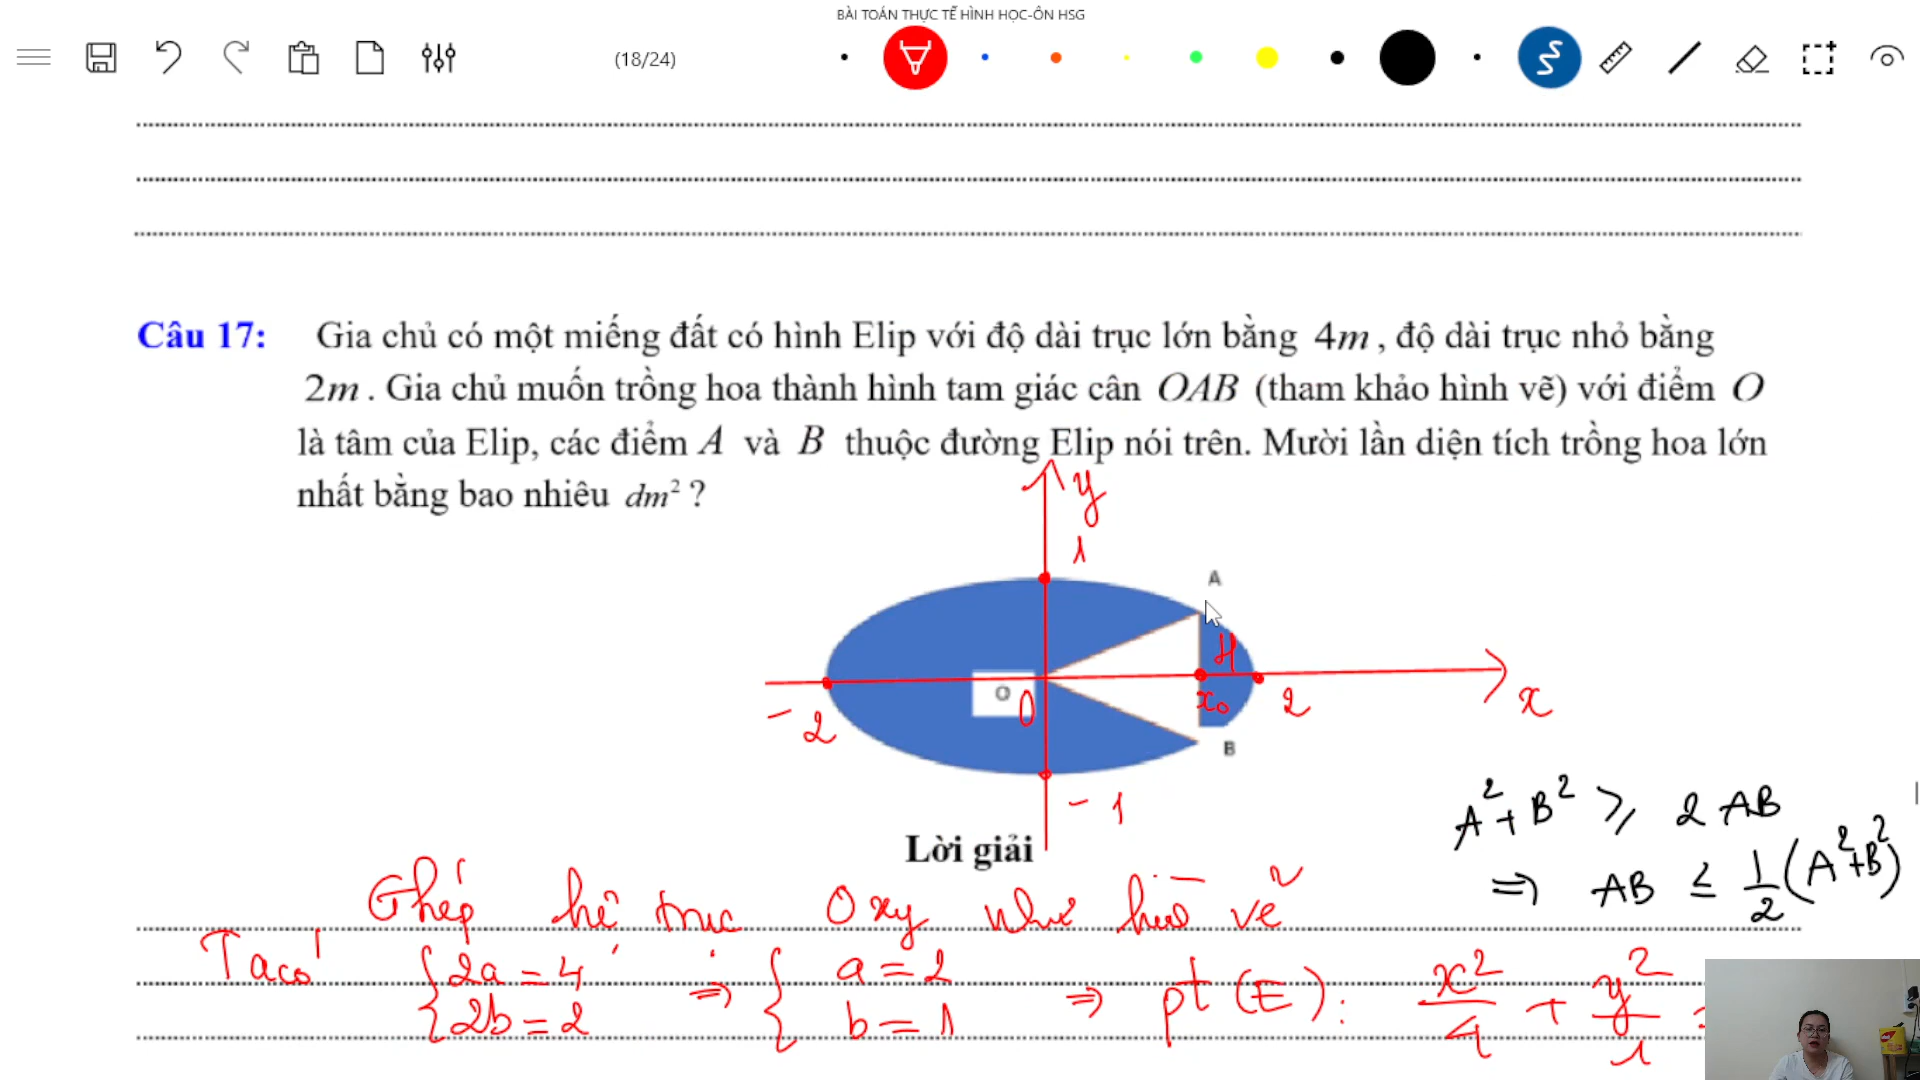 BÀI TOÁN THỰC TẾ HÌNH HỌC-ÔN HSG
(18/24)
Câu 17: Gia chủ có một miếng đất có hình Elip với độ dài trục lớn bằng 4m, độ dài trục nhỏ bằng
2m. Gia chủ muốn trồng hoa thành hình tam giác cân OAB (tham khảo hình vẽ) với điểm O
là tâm của Elip, các điểm A và B thuộc đường Elip nói trên. Mười lần diện tích trồng hoa lớn
nhất bằng bao nhiêu dm²?
y
1
A
H
O
0
x₀
2
x
-2
B
-1
A² + B² ≥ 2AB
Lời giải
⇒ AB ≤ 1/2 (A²+B²)
Ghép hệ trục Oxy như hình vẽ
Ta có { 2a = 4 ⇒ { a = 2 ⇒ pt (E): x²/4 + y²/1 =
2b = 2 b = 1